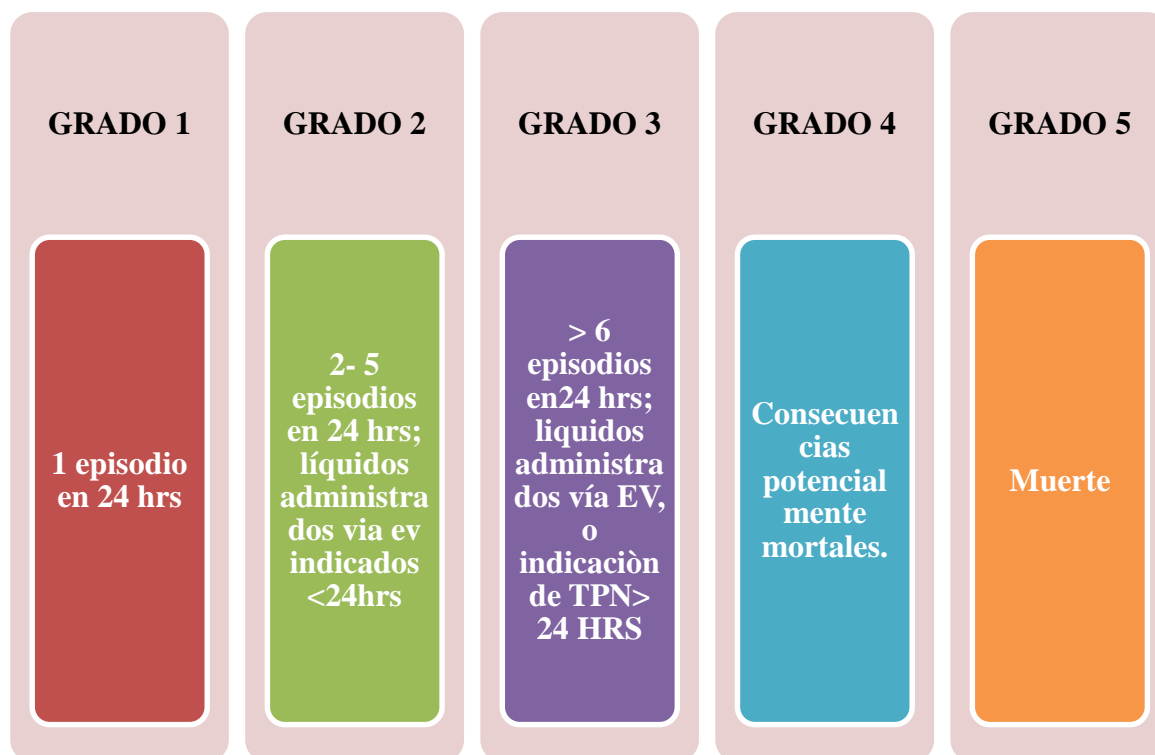 GRADO 1
1 episodio
en 24 hrs
GRADO 2
2- 5
episodios
en 24 hrs;
líquidos
administra
dos via ev
indicados
<24hrs
GRADO 3
> 6
episodios
en24 hrs;
liquidos
administra
dos vía EV,
o
indicaciòn
de TPN>
24 HRS
GRADO 4
Consecuen
cias
potencial
mente
mortales.
GRADO 5
Muerte